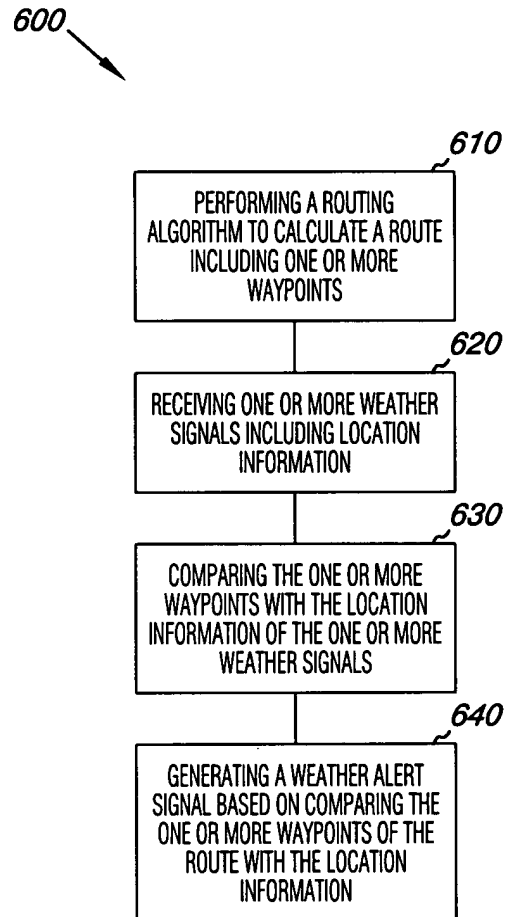 600
610
PERFORMING A ROUTING
ALGORITHM TO CALCULATE A ROUTE
INCLUDING ONE OR MORE
WAYPOINTS
620
RECEIVING ONE OR MORE WEATHER
SIGNALS INCLUDING LOCATION
INFORMATION
630
COMPARING THE ONE OR MORE
WAYPOINTS WITH THE LOCATION
INFORMATION OF THE ONE OR MORE
WEATHER SIGNALS
640
GENERATING A WEATHER ALERT
SIGNAL BASED ON COMPARING THE
ONE OR MORE WAYPOINTS OF THE
ROUTE WITH THE LOCATION
INFORMATION